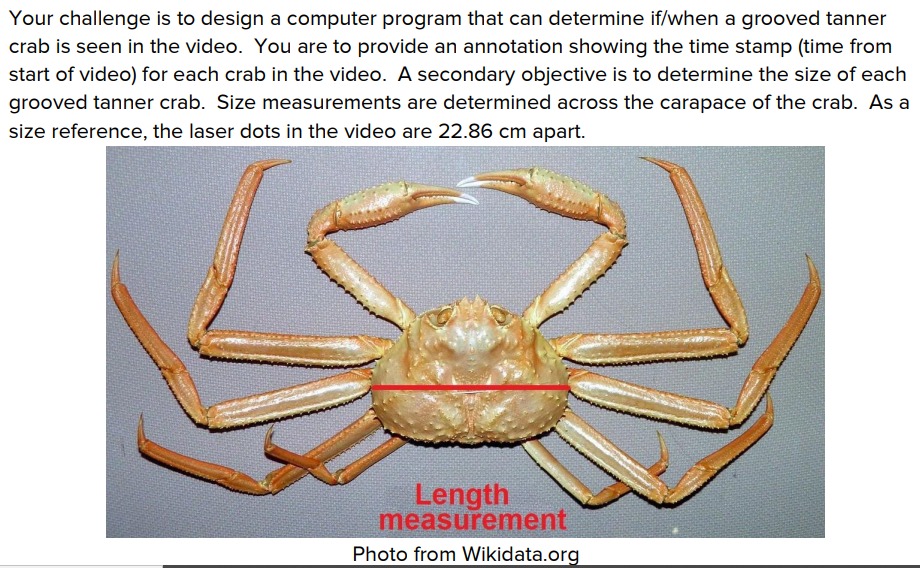 Your challenge is to design a computer program that can determine if/when a grooved tanner
crab is seen in the video.  You are to provide an annotation showing the time stamp (time from
start of video) for each crab in the video.  A secondary objective is to determine the size of each
grooved tanner crab.  Size measurements are determined across the carapace of the crab.  As a
size reference, the laser dots in the video are 22.86 cm apart.
Length
measurement
Photo from Wikidata.org